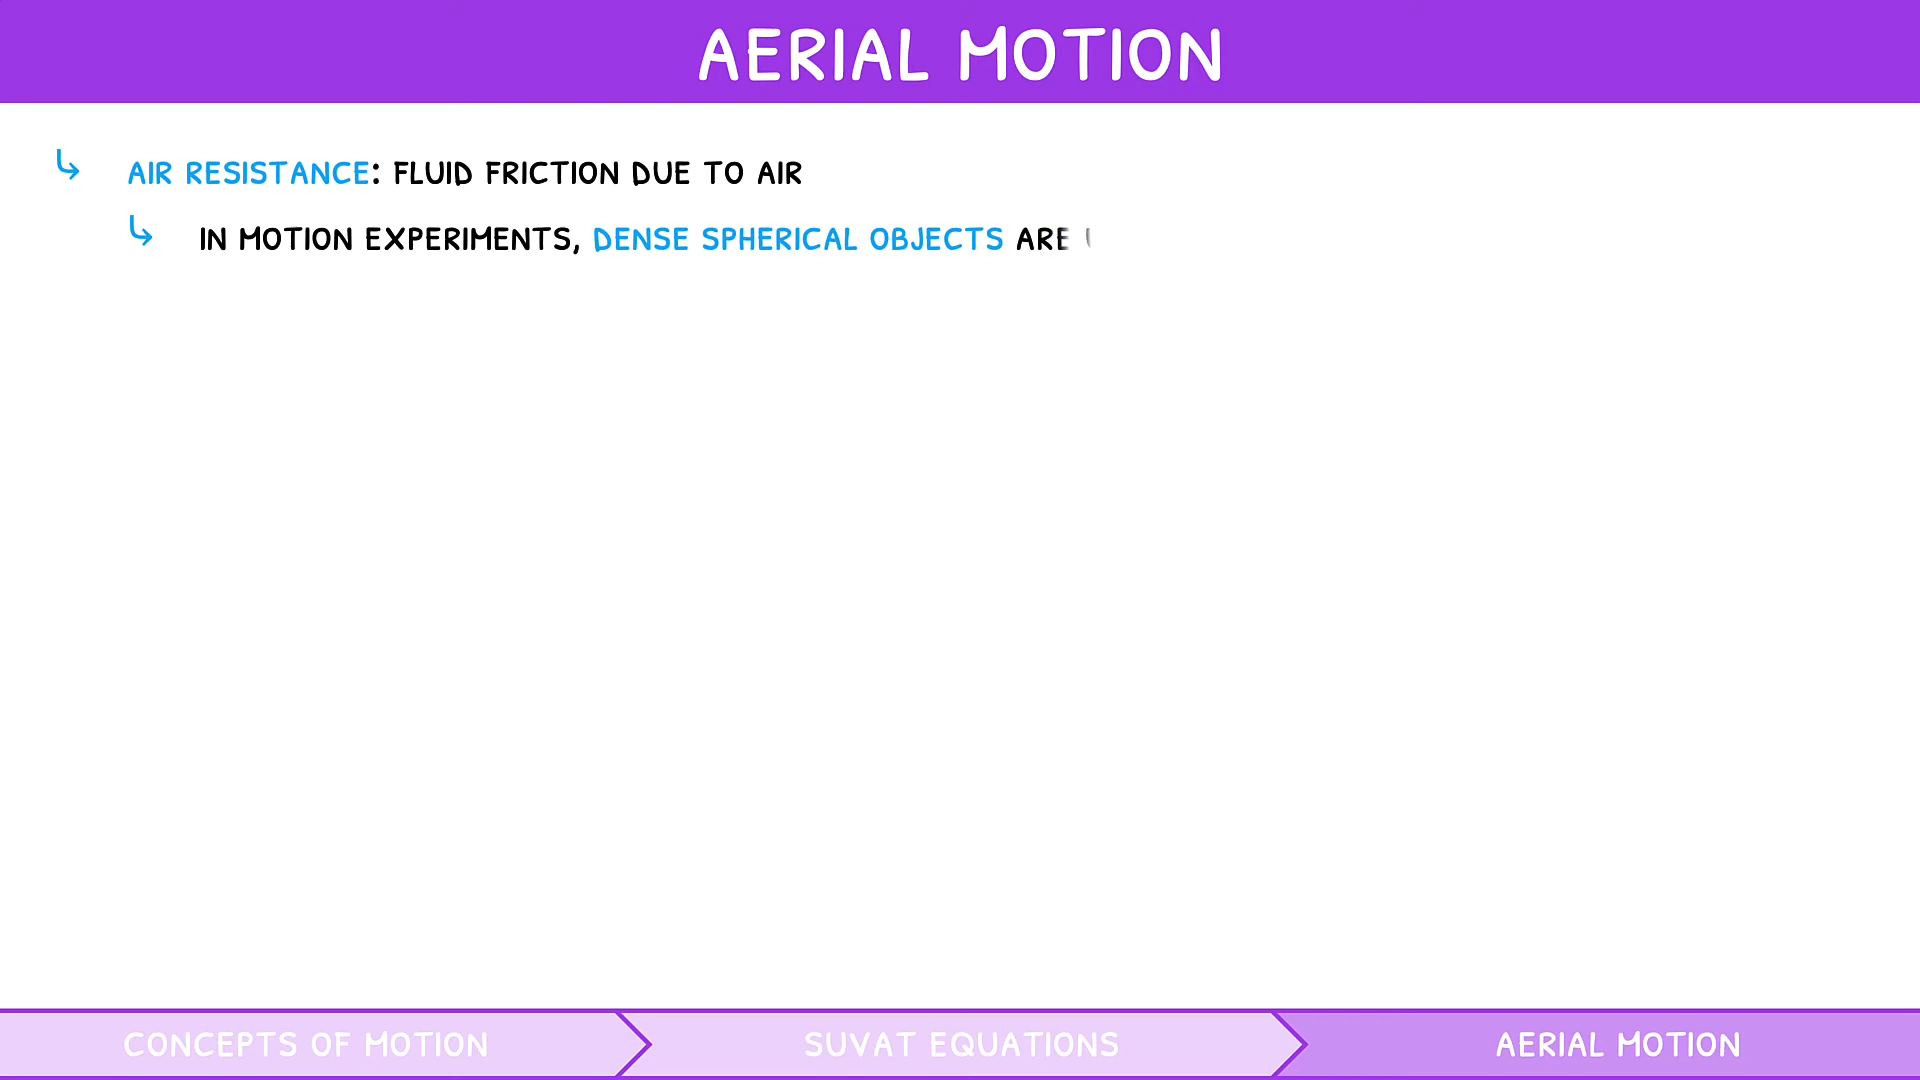 AERIAL MOTION
AIR RESISTANCE: FLUID FRICTION DUE TO AIR
IN MOTION EXPERIMENTS, DENSE SPHERICAL OBJECTS ARE
CONCEPTS OF MOTION
SUVAT EQUATIONS
AERIAL MOTION